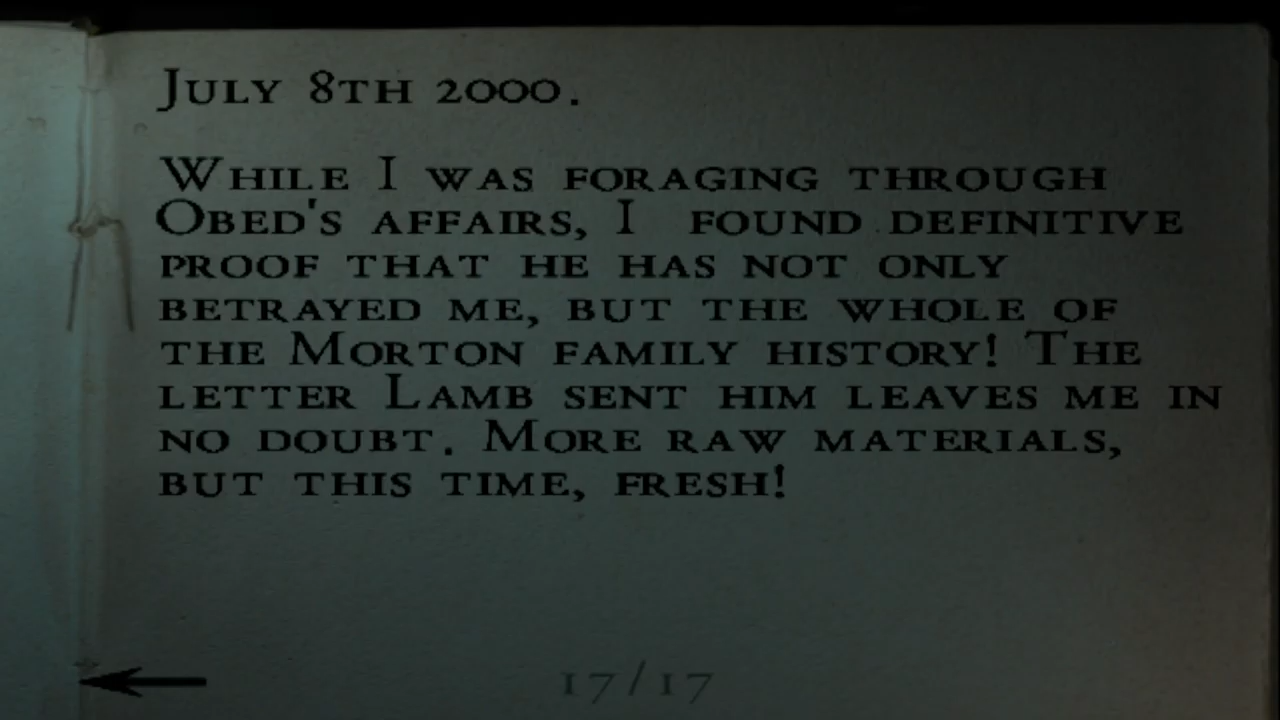 July 8th 2000.
While I was foraging through
Obed's affairs, I found definitive
proof that he has not only
betrayed me, but the whole of
the Morton family history! The
letter Lamb sent him leaves me in
no doubt. More raw materials,
but this time, fresh!
17/17